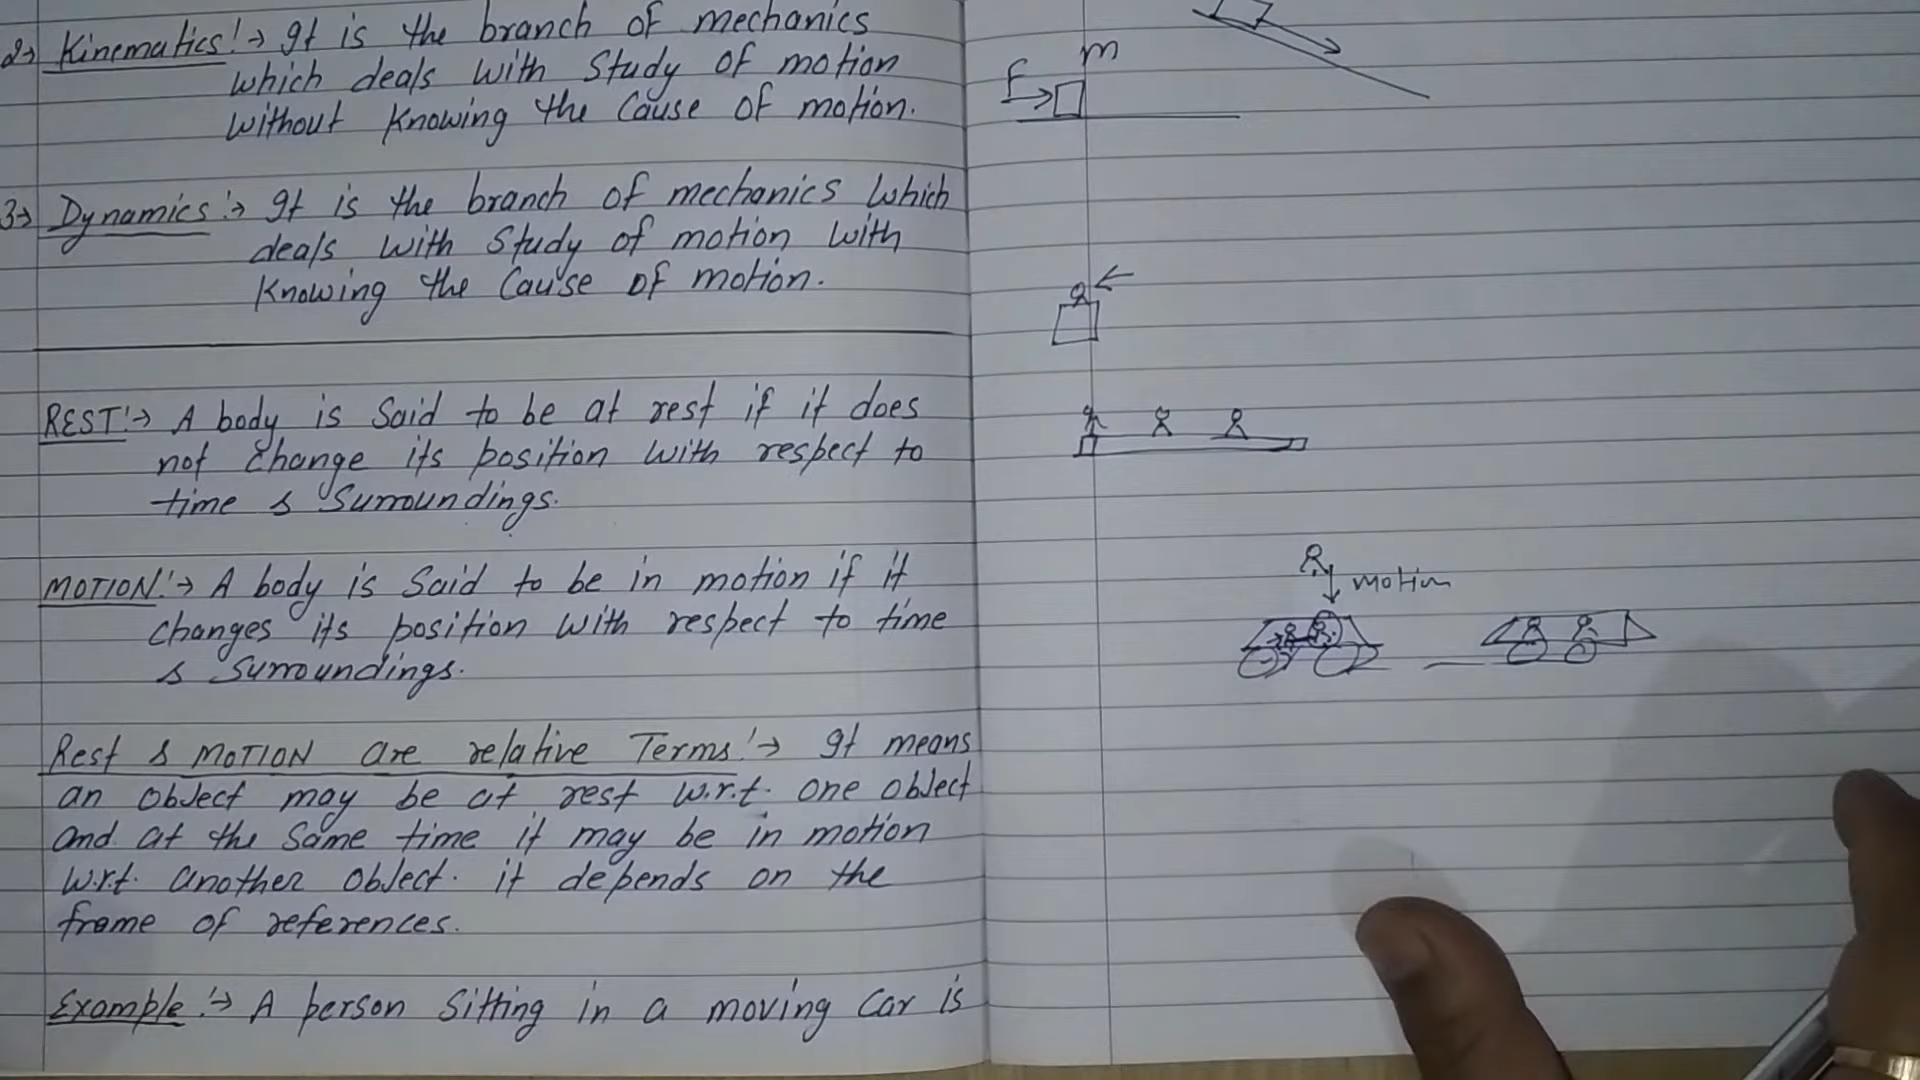 2→ Kinematics:→ It is the branch of mechanics
which deals with study of motion
without knowing the cause of motion.
3→ Dynamics:→ It is the branch of mechanics which
deals with study of motion with
knowing the cause of motion.
REST:→ A body is said to be at rest if it does
not change its position with respect to
time & surroundings.
MOTION:→ A body is said to be in motion if it
changes its position with respect to time
& surroundings.
Rest & MOTION are relative Terms:→ It means
an object may be at rest w.r.t. one object
and at the same time it may be in motion
w.r.t. another object. it depends on the
frame of references.
Example:→ A person sitting in a moving car is
m
F
motion